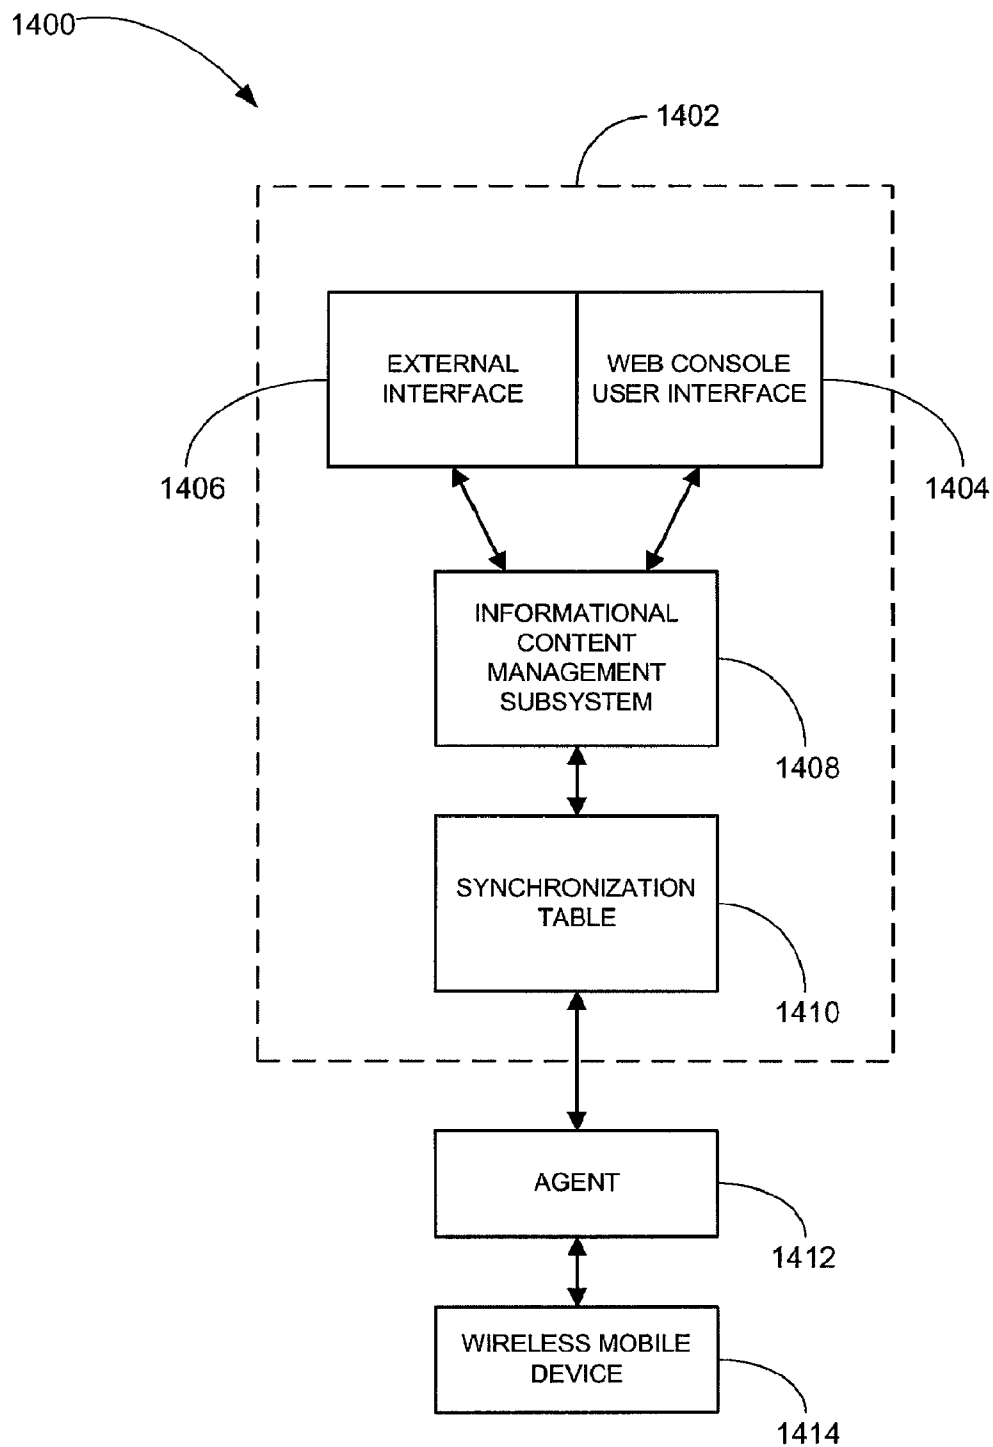 1400
1402
EXTERNAL
INTERFACE
WEB CONSOLE
USER INTERFACE
1406
1404
INFORMATIONAL
CONTENT
MANAGEMENT
SUBSYSTEM
1408
SYNCHRONIZATION
TABLE
1410
AGENT
1412
WIRELESS MOBILE
DEVICE
1414